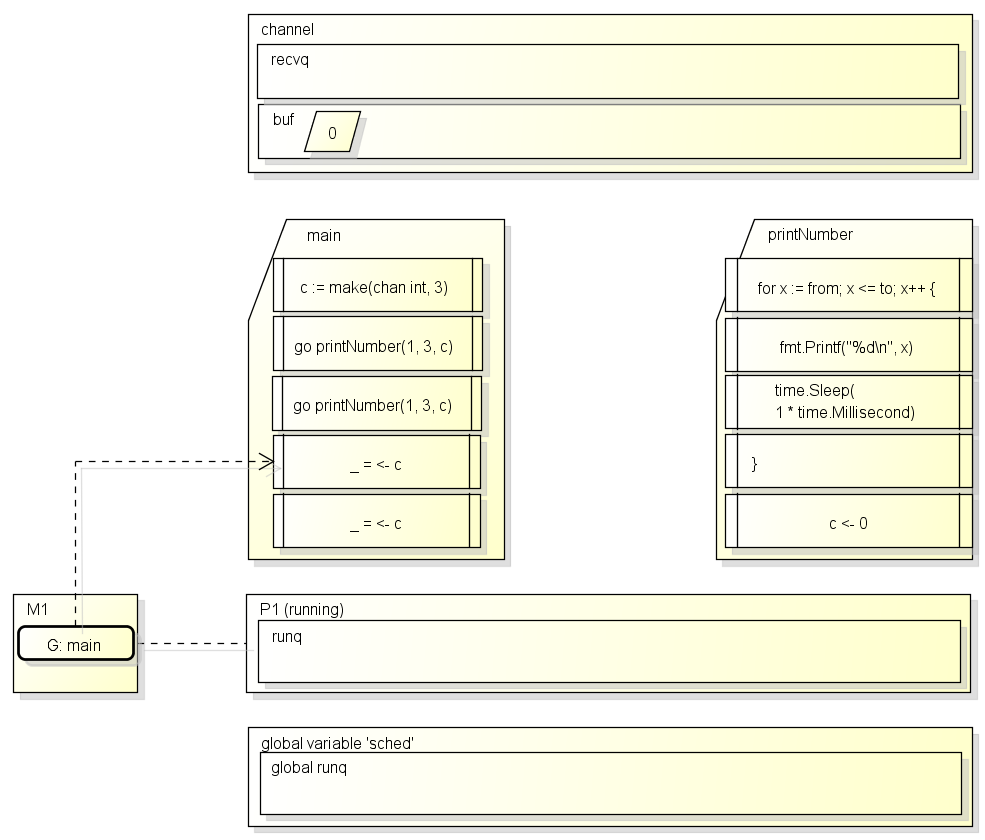 channel
recvq
buf
0
main
c := make(chan int, 3)
go printNumber(1, 3, c)
go printNumber(1, 3, c)
_ = <- c
_ = <- c
printNumber
for x := from; x <= to; x++ {
fmt.Printf("%d\n", x)
time.Sleep(
1 * time.Millisecond)
}
c <- 0
M1
G: main
P1 (running)
runq
global variable 'sched'
global runq